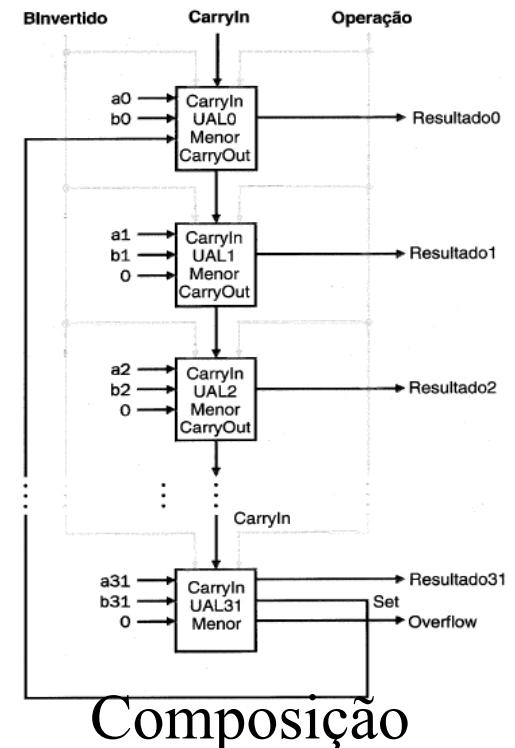 BInvertido CarryIn Operação
a0 CarryIn
b0 UAL0 Resultado0
Menor
CarryOut
a1 CarryIn
b1 UAL1 Resultado1
0 Menor
CarryOut
a2 CarryIn
b2 UAL2 Resultado2
0 Menor
CarryOut
CarryIn
a31 CarryIn Resultado31
b31 UAL31 Set
0 Menor Overflow
Composição